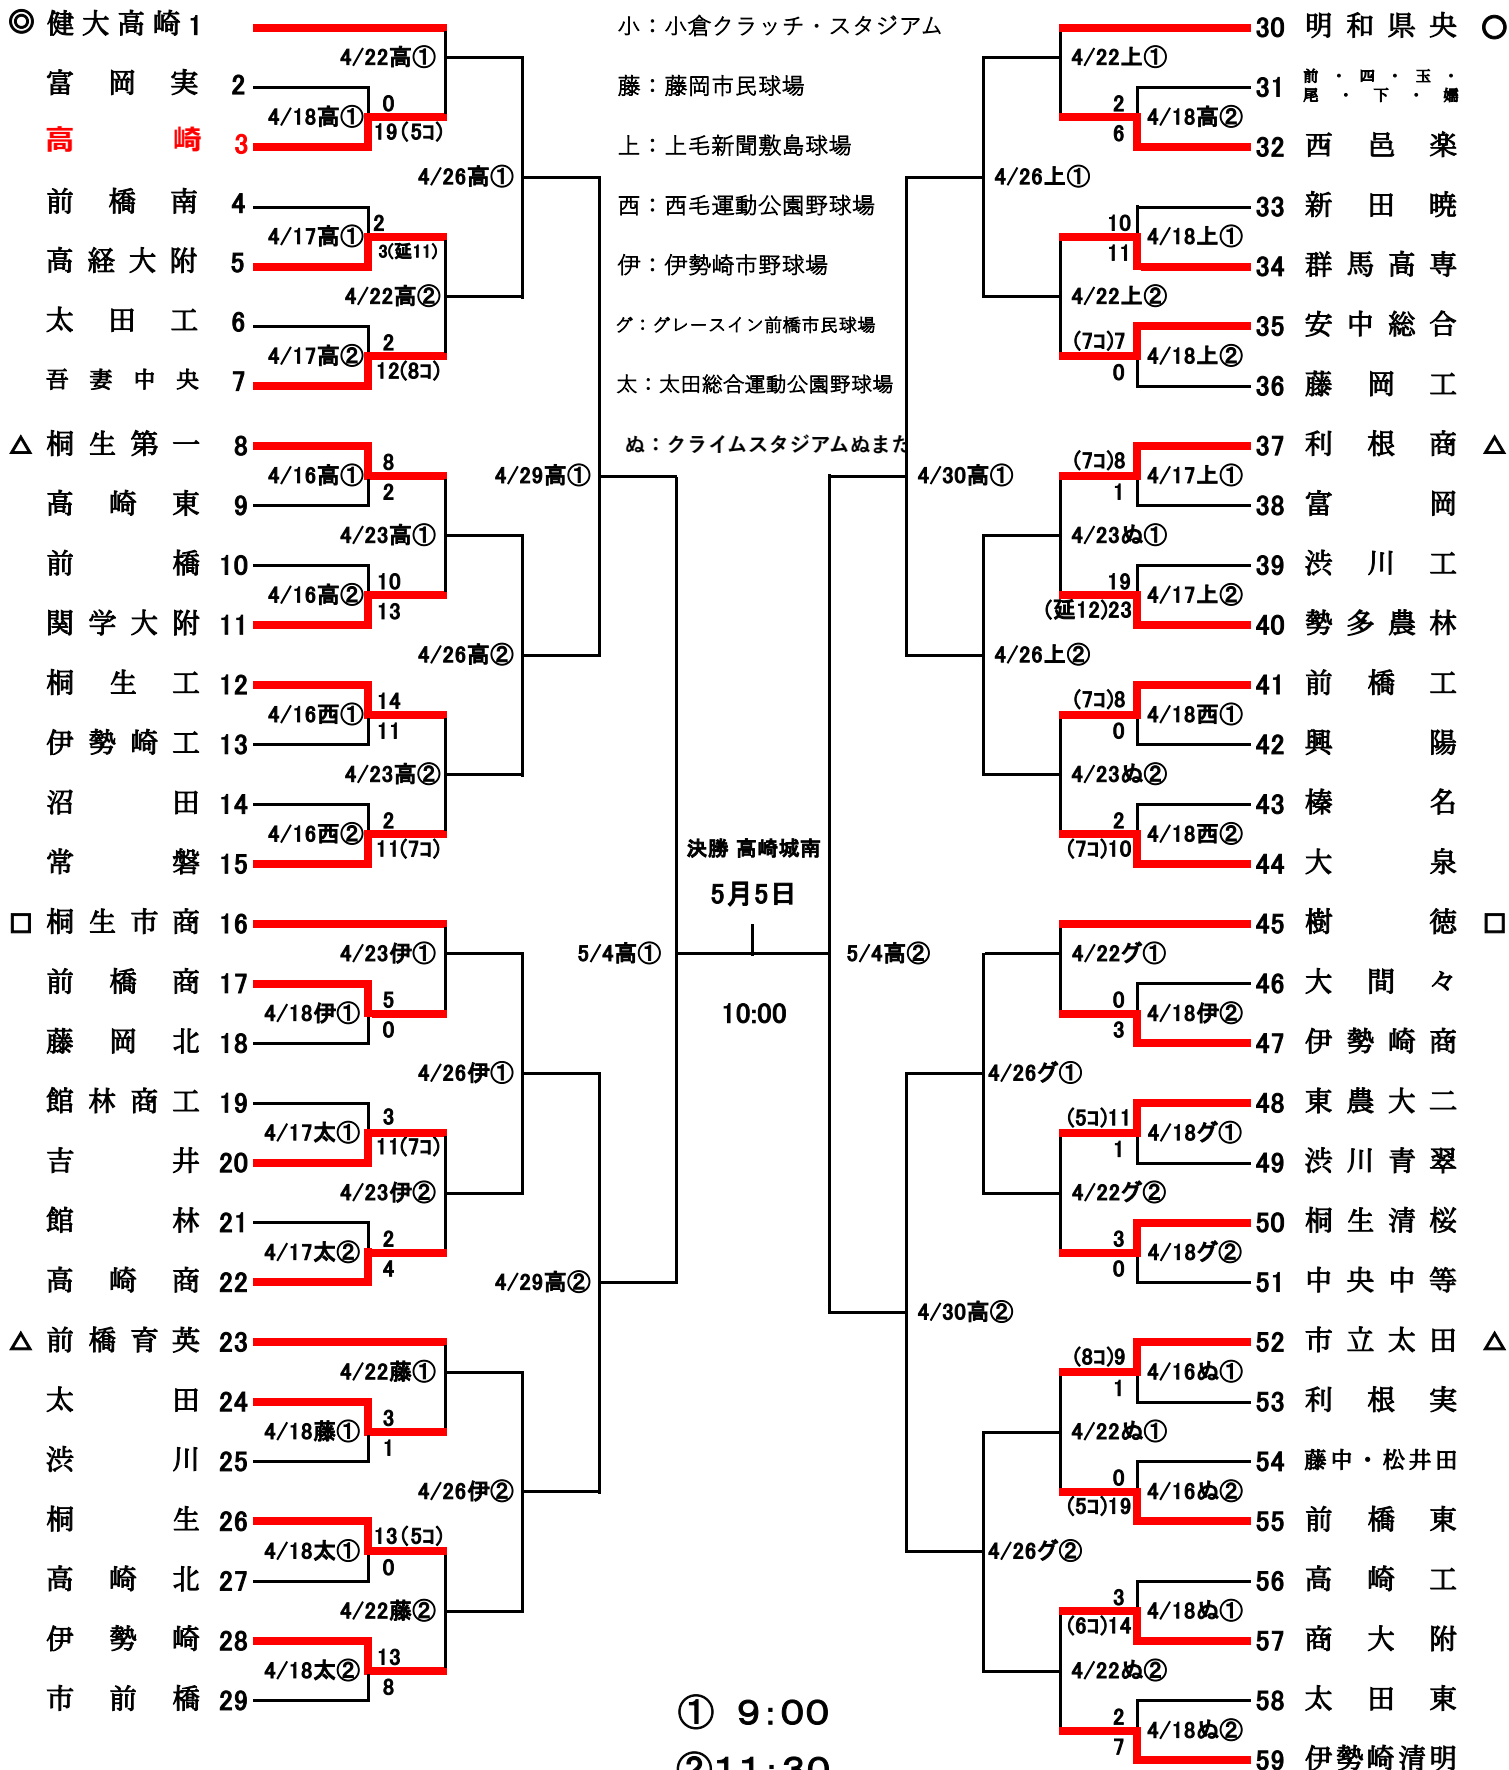 ◎ 健大高崎 1
4/22高①
富岡実 2
4/18高①
0
19(5コ)
高崎 3
4/26高①
前橋南 4
4/17高①
2
3(延11)
高経大附 5
4/22高②
太田工 6
4/17高②
2
12(8コ)
吾妻中央 7
4/29高①
△ 桐生第一 8
4/16高①
8
2
高崎東 9
4/23高①
前橋 10
4/16高②
10
13
関学大附 11
4/26高②
桐生工 12
4/16西①
14
11
伊勢崎工 13
4/23高②
沼田 14
4/16西②
2
11(7コ)
常磐 15
5/4高①
□ 桐生市商 16
4/23伊①
前橋商 17
4/18伊①
5
0
藤岡北 18
4/26伊①
館林商工 19
4/17太①
3
11(7コ)
吉井 20
4/23伊②
館林 21
4/17太②
2
4
高崎商 22
4/29高②
△ 前橋育英 23
4/22藤①
太田 24
4/18藤①
3
1
渋川 25
4/26伊②
桐生 26
4/18太①
13(5コ)
0
高崎北 27
4/22藤②
伊勢崎 28
4/18太②
13
8
市前橋 29
小：小倉クラッチ・スタジアム
藤：藤岡市民球場
上：上毛新聞敷島球場
西：西毛運動公園野球場
伊：伊勢崎市野球場
グ：グレースイン前橋市民球場
太：太田総合運動公園野球場
ぬ：クライムスタジアムぬまた
決勝 高崎城南
5月5日
10:00
① 9:00
②11:30
30 明和県央 ○
4/22上①
31 前・四・玉・
尾・下・嬬
2
6
4/18高②
32 西邑楽
4/26上①
33 新田暁
10
11
4/18上①
34 群馬高専
4/22上②
35 安中総合
(7コ)7
0
4/18上②
36 藤岡工
4/30高①
37 利根商 △
(7コ)8
1
4/17上①
38 富岡
4/23ぬ①
39 渋川工
19
(延12)23
4/17上②
40 勢多農林
4/26上②
41 前橋工
(7コ)8
0
4/18西①
42 興陽
4/23ぬ②
43 榛名
2
(7コ)10
4/18西②
44 大泉
5/4高②
45 樹徳 □
4/22グ①
46 大間々
0
3
4/18伊②
47 伊勢崎商
4/26グ①
48 東農大二
(5コ)11
1
4/18グ①
49 渋川青翠
4/22グ②
50 桐生清桜
3
0
4/18グ②
51 中央中等
4/30高②
52 市立太田 △
(8コ)9
1
4/16ぬ①
53 利根実
4/22ぬ①
54 藤中・松井田
0
(5コ)19
4/16ぬ②
55 前橋東
4/26グ②
56 高崎工
3
(6コ)14
4/18ぬ①
57 商大附
4/22ぬ②
58 太田東
2
7
4/18ぬ②
59 伊勢崎清明